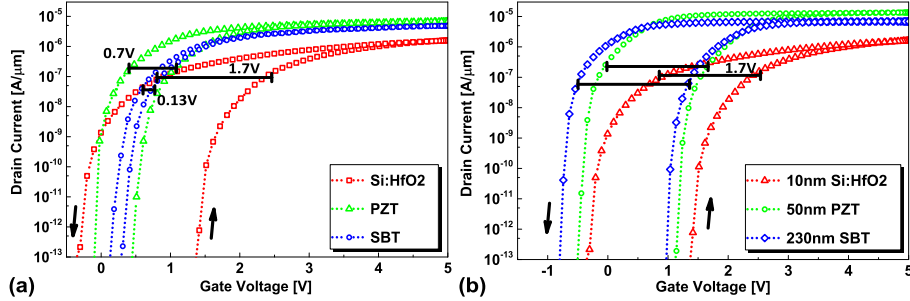 (a)
Drain Current [A/μm]
10^-5
10^-6
10^-7
10^-8
10^-9
10^-10
10^-11
10^-12
10^-13
0.7V
1.7V
0.13V
Si:HfO2
PZT
SBT
0 1 2 3 4 5
Gate Voltage [V]
(b)
Drain Current [A/μm]
10^-5
10^-6
10^-7
10^-8
10^-9
10^-10
10^-11
10^-12
10^-13
1.7V
10nm Si:HfO2
50nm PZT
230nm SBT
-1 0 1 2 3 4 5
Gate Voltage [V]